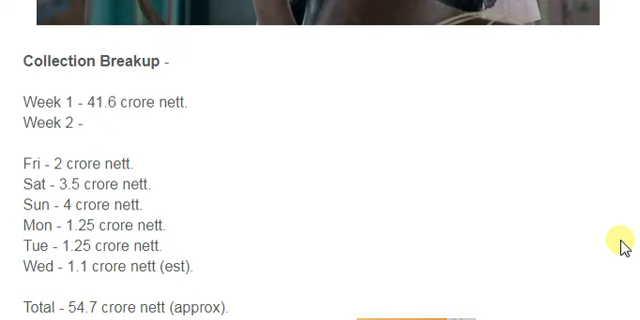 Collection Breakup -
Week 1 - 41.6 crore nett.
Week 2 -
Fri - 2 crore nett.
Sat - 3.5 crore nett.
Sun - 4 crore nett.
Mon - 1.25 crore nett.
Tue - 1.25 crore nett.
Wed - 1.1 crore nett (est).
Total - 54.7 crore nett (approx).